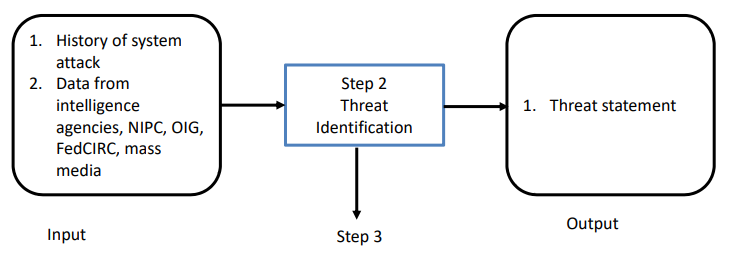 1. History of system
attack
2. Data from
intelligence
agencies, NIPC, OIG,
FedCIRC, mass
media
Input
Step 2
Threat
Identification
Step 3
1. Threat statement
Output